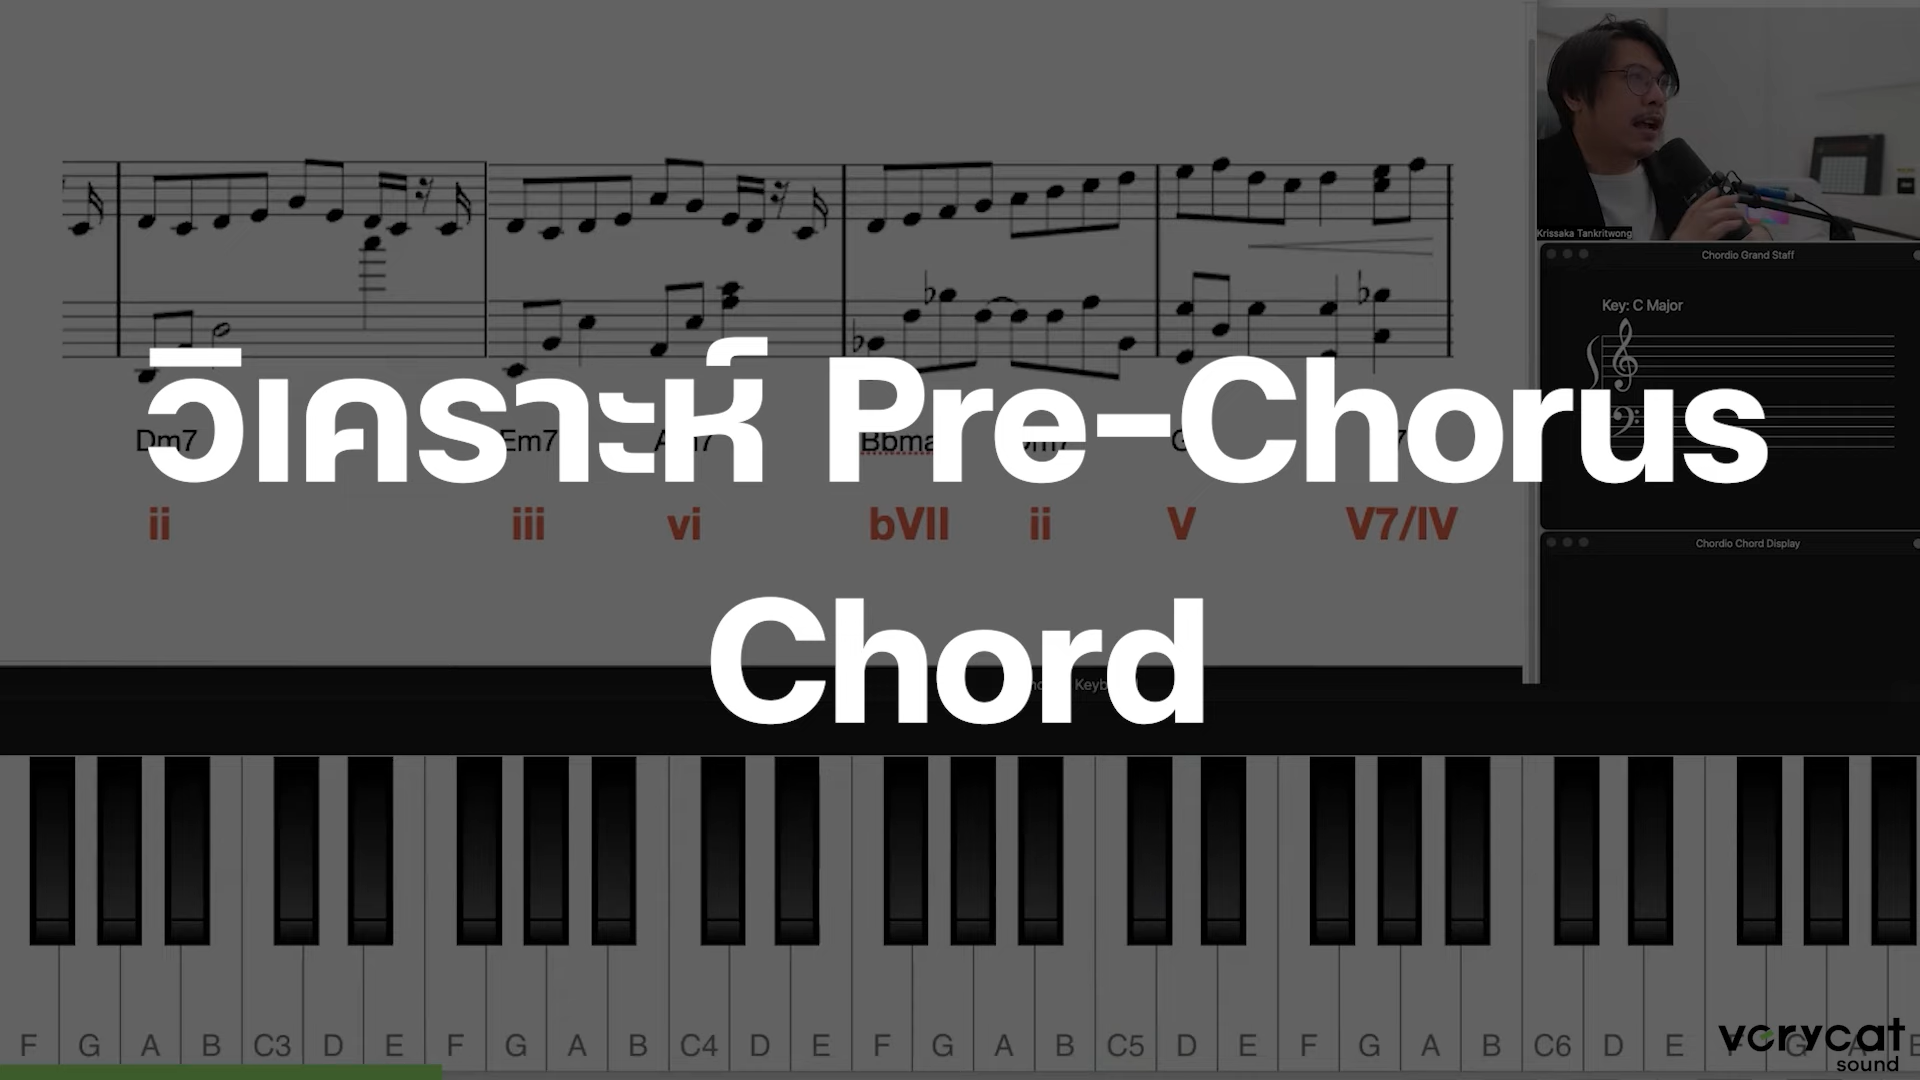 Krissaka Tankritwong
Chordio Grand Staff
Key: C Major
วิเคราะห์ Pre-Chorus
Chord
Dm7 Em7
ii iii vi bVII ii V V7/IV
Chordio Chord Display
F G A B C3 D E F G A B C4 D E F G A B C5 D E F G A B C6 D E F G A
verycat
sound